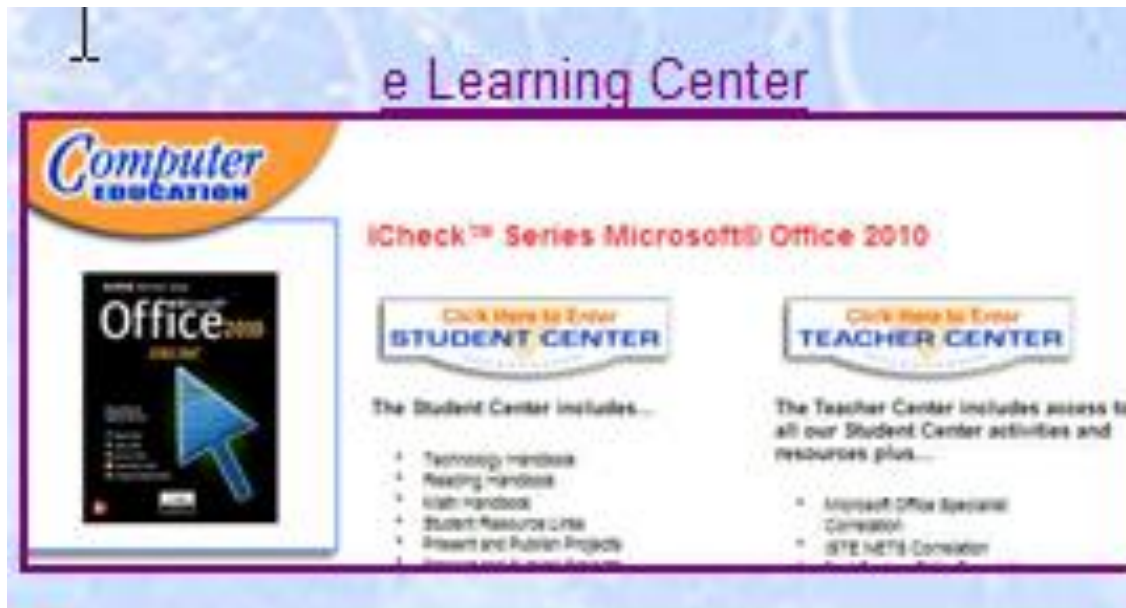 e Learning Center
Computer
EDUCATION
iCheck™ Series Microsoft® Office 2010
Office 2010
Click Here to Enter
STUDENT CENTER
The Student Center includes...
Technology Handbook
Reading Handbook
Math Handbook
Student Resource Links
Present and Publish Projects
Click Here to Enter
TEACHER CENTER
The Teacher Center includes access to
all our Student Center activities and
resources plus...
Microsoft Office Specialist
Correlation
ISTE NETS Correlation